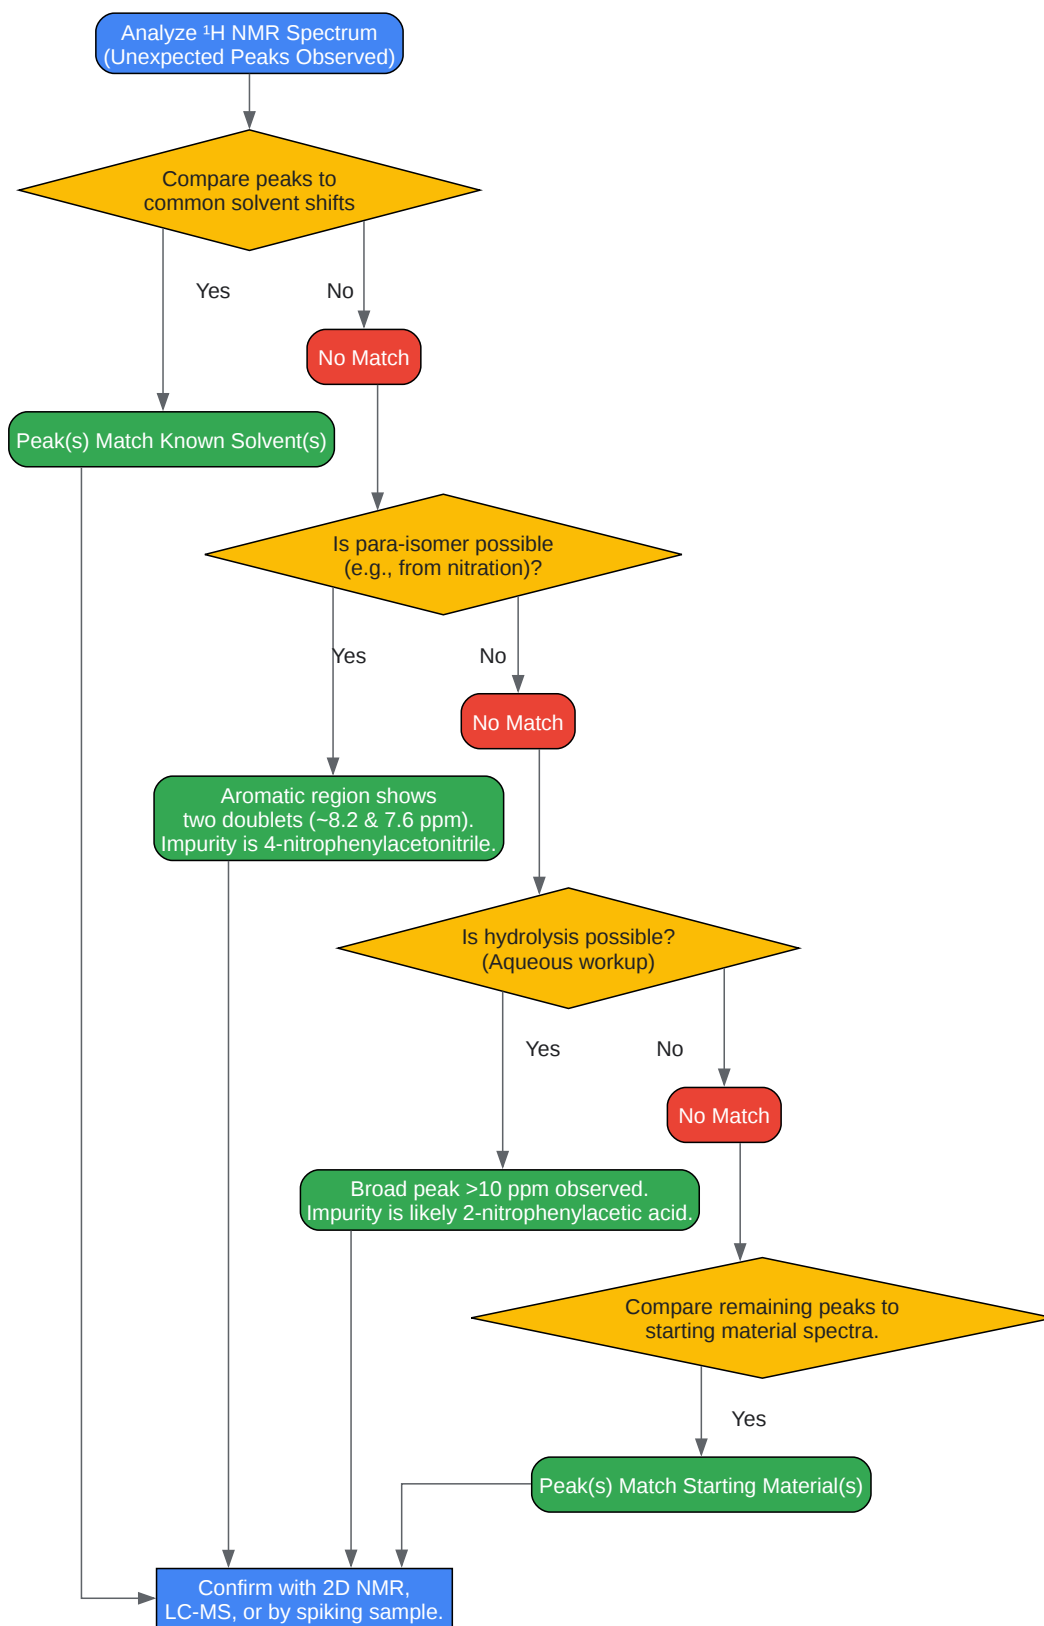 Analyze ¹H NMR Spectrum
(Unexpected Peaks Observed)
Compare peaks to
common solvent shifts
Yes
No
No Match
Peak(s) Match Known Solvent(s)
Is para-isomer possible
(e.g., from nitration)?
Yes
No
No Match
Aromatic region shows
two doublets (~8.2 & 7.6 ppm).
Impurity is 4-nitrophenylacetonitrile.
Is hydrolysis possible?
(Aqueous workup)
Yes
No
No Match
Broad peak >10 ppm observed.
Impurity is likely 2-nitrophenylacetic acid.
Compare remaining peaks to
starting material spectra.
Yes
Peak(s) Match Starting Material(s)
Confirm with 2D NMR,
LC-MS, or by spiking sample.